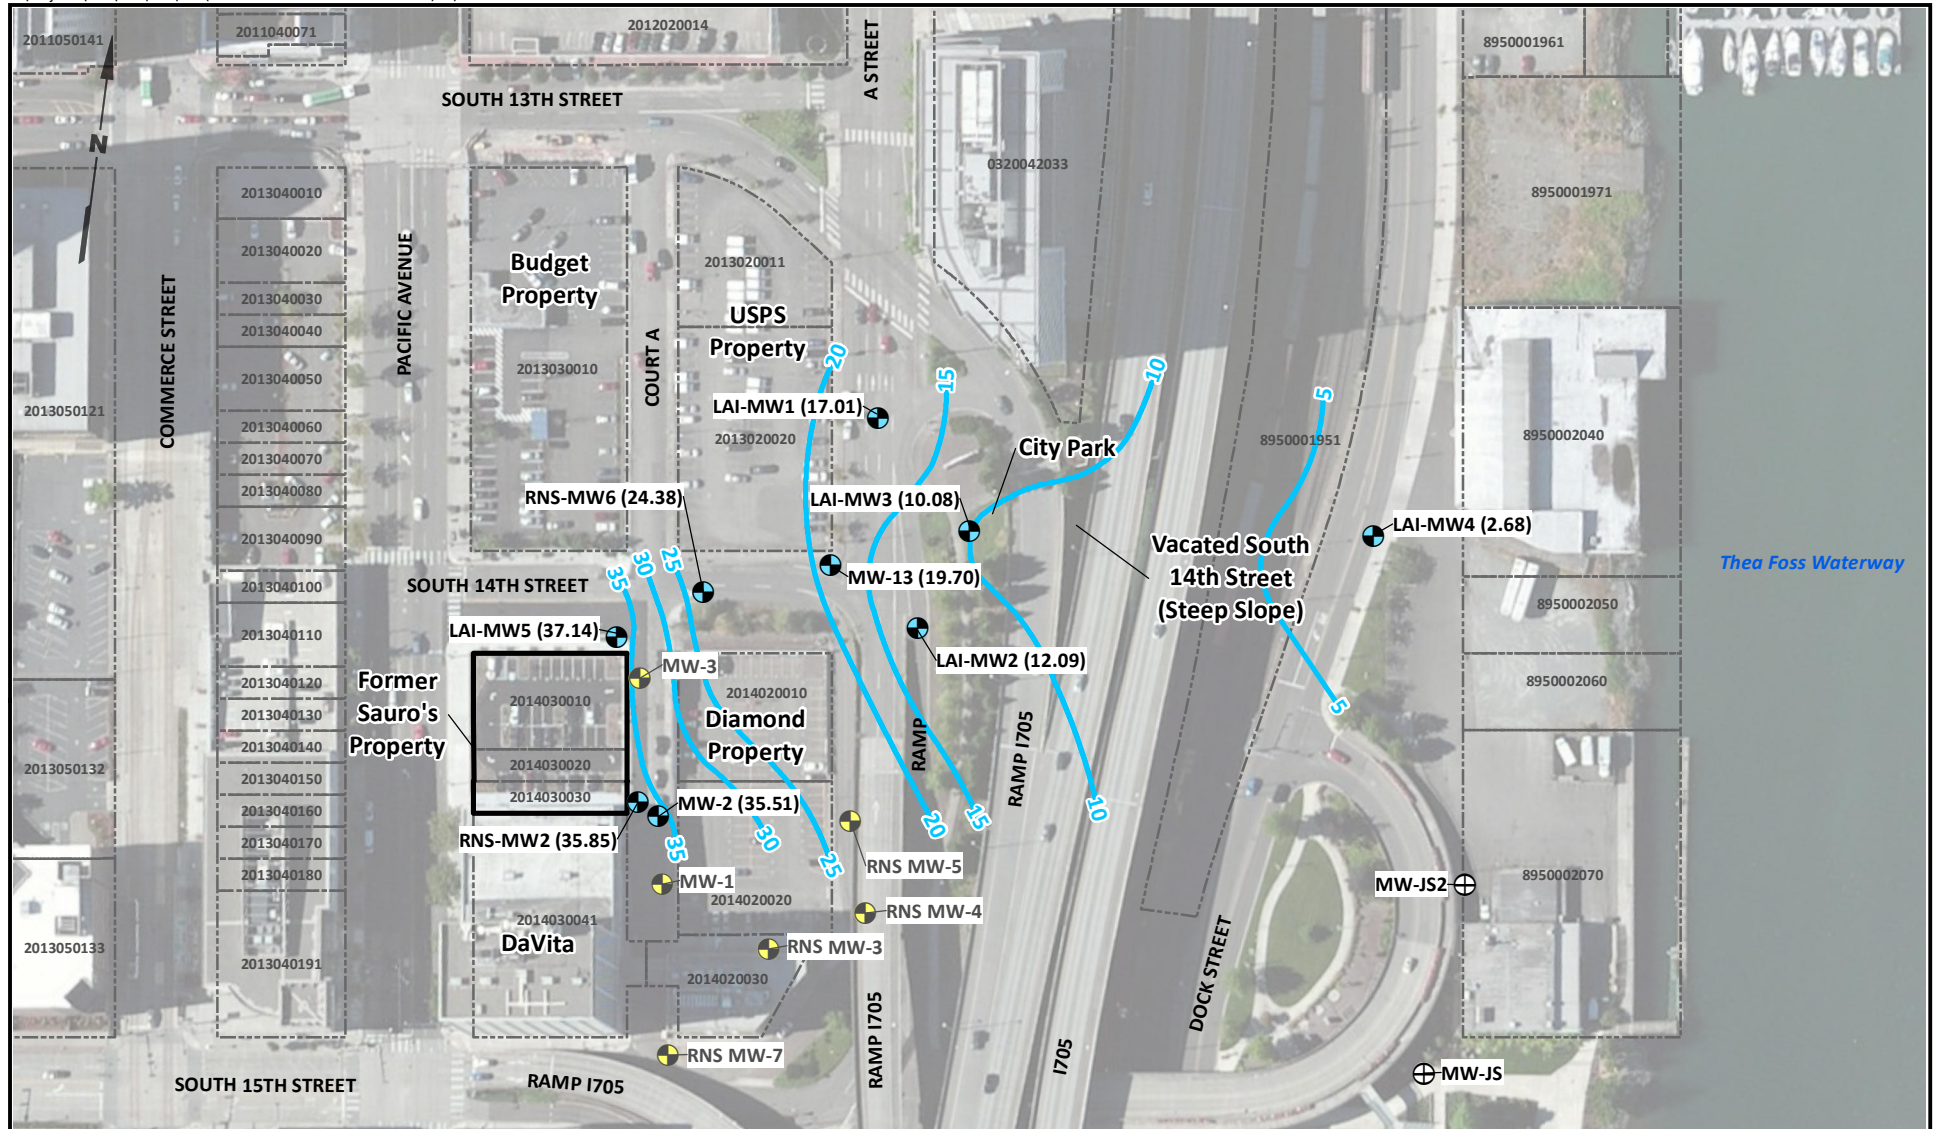 2011050141
2011040071
2012020014
A STREET
8950001961
SOUTH 13TH STREET
N
0320042033
2013040010
8950001971
2013040020
PACIFIC AVENUE
COMMERCE STREET
Budget
Property
2013020011
2013040030
USPS
Property
2013040040
COURT A
20
2013030010
15
10
5
2013040050
2013050121
LAI-MW1 (17.01)
2013040060
2013020020
City Park
8950001951
8950002040
2013040070
2013040080
RNS-MW6 (24.38)
LAI-MW3 (10.08)
LAI-MW4 (2.68)
2013040090
Vacated South
14th Street
(Steep Slope)
Thea Foss Waterway
35
30
25
MW-13 (19.70)
SOUTH 14TH STREET
2013040100
8950002050
LAI-MW5 (37.14)
2013040110
LAI-MW2 (12.09)
MW-3
2013040120
Former
Sauro's
Property
2014030010
2014020010
8950002060
2013040130
5
Diamond
Property
2013040140
RAMP
RAMP I705
2014030020
2013050132
2013040150
2014030030
MW-2 (35.51)
2013040160
10
15
20
RNS-MW2 (35.85)
30
35
25
2013040170
RNS MW-5
2013040180
MW-1
2014020020
MW-JS2
8950002070
RNS MW-4
2014030041
DaVita
RNS MW-3
2013050133
2013040191
2014020030
DOCK STREET
RAMP I705
I705
RNS MW-7
MW-JS
SOUTH 15TH STREET
RAMP I705